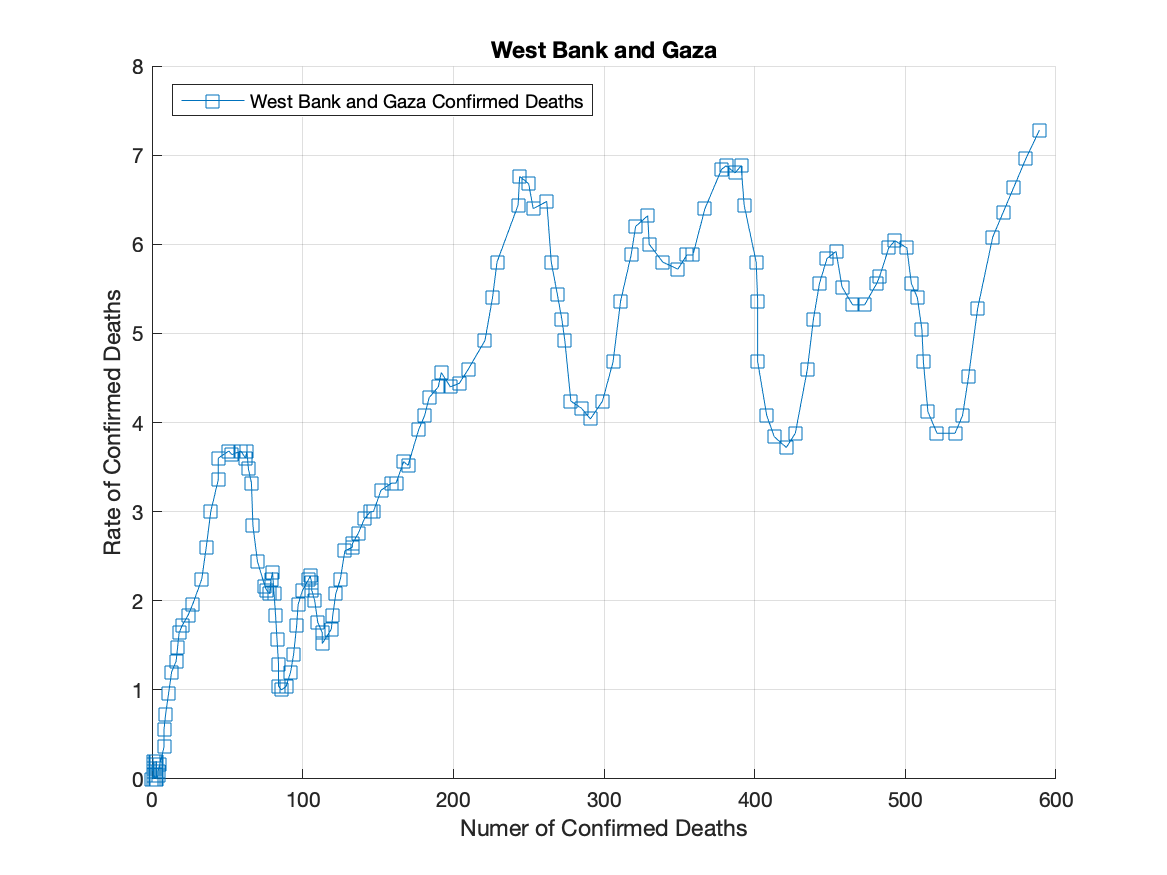 West Bank and Gaza
8
West Bank and Gaza Confirmed Deaths
7
6
5
4
3
2
1
0
Rate of Confirmed Deaths
0 100 200 300 400 500 600
Numer of Confirmed Deaths